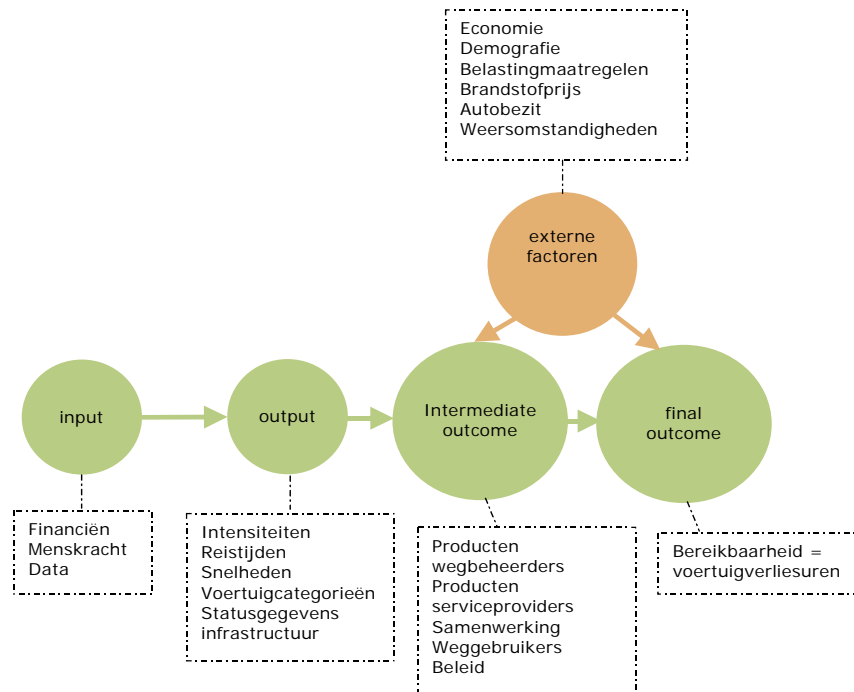 Economie
Demografie
Belastingmaatregelen
Brandstofprijs
Autobezit
Weersomstandigheden
externe
factoren
input
output
Intermediate
outcome
final
outcome
Financiën
Menskracht
Data
Intensiteiten
Reistijden
Snelheden
Voertuigcategorieën
Statusgegevens
infrastructuur
Producten
wegbeheerders
Producten
serviceproviders
Samenwerking
Weggebruikers
Beleid
Bereikbaarheid =
voertuigverliesuren